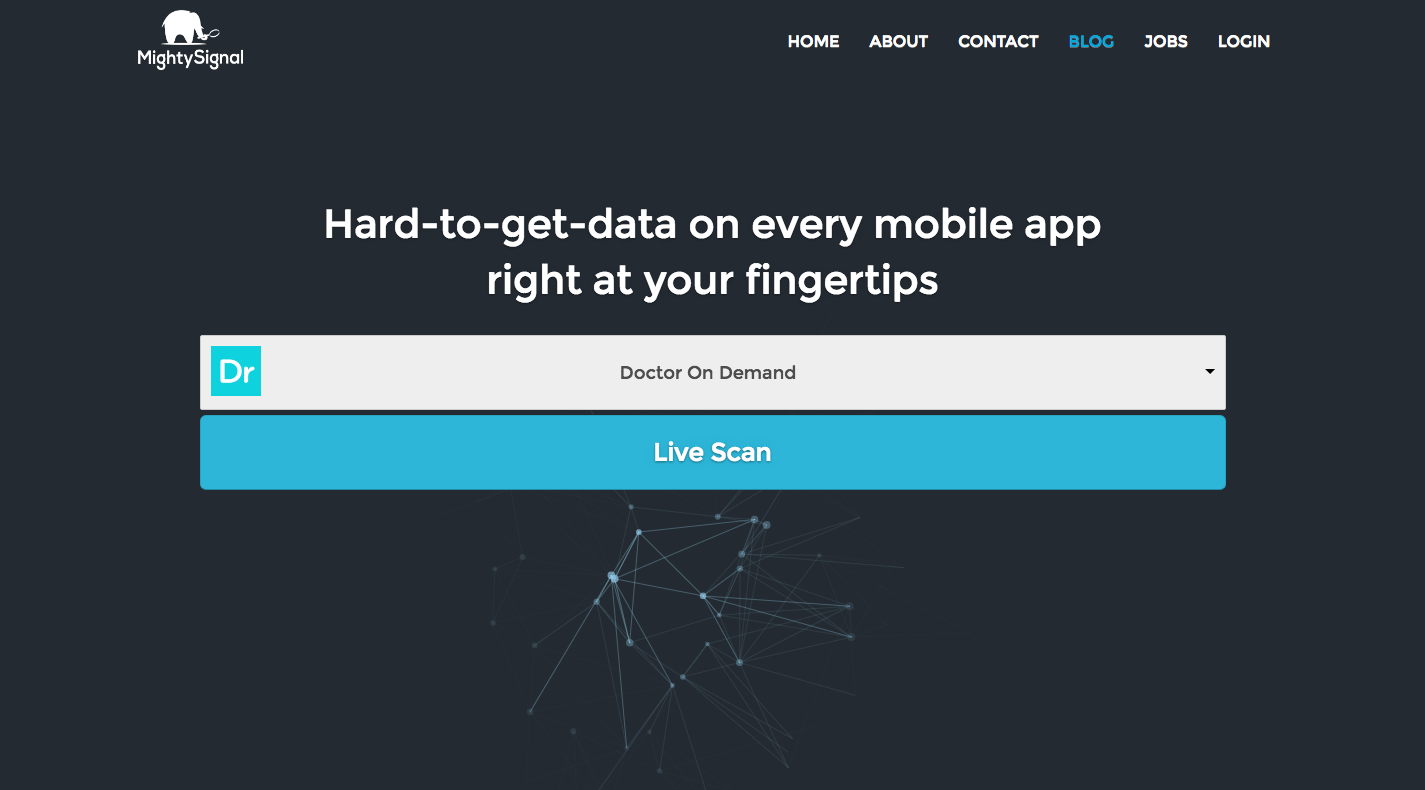 MightySignal
HOME ABOUT CONTACT BLOG JOBS LOGIN
Hard-to-get-data on every mobile app
right at your fingertips
Dr Doctor On Demand
Live Scan